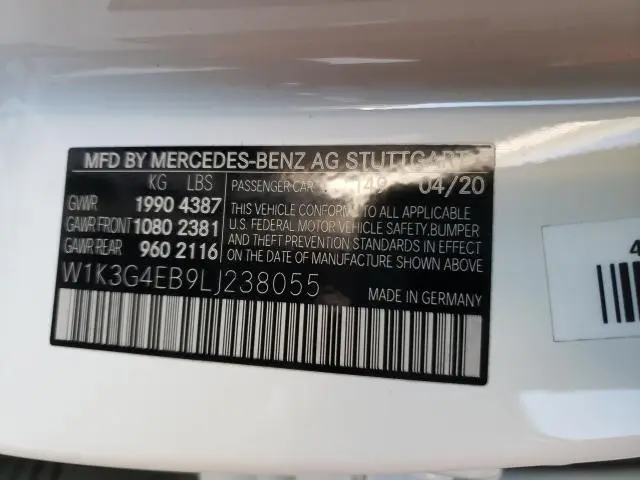 MFD BY MERCEDES-BENZ AG STUTTGART
KG LBS
PASSENGER-CAR 149 04/20
GVWR 1990 4387
GAWR FRONT 1080 2381
GAWR REAR 960 2116
THIS VEHICLE CONFORMS TO ALL APPLICABLE
U.S. FEDERAL MOTOR VEHICLE SAFETY, BUMPER
AND THEFT PREVENTION STANDARDS IN EFFECT
ON THE DATE OF MANUFACTURE SHOWN ABOVE.
W1K3G4EB9LJ238055
MADE IN GERMANY
4